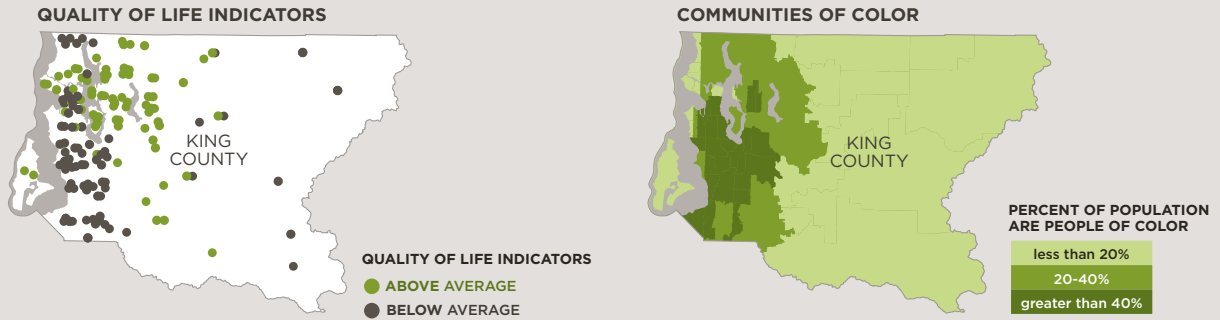 QUALITY OF LIFE INDICATORS
KING
COUNTY
QUALITY OF LIFE INDICATORS
ABOVE AVERAGE
BELOW AVERAGE
COMMUNITIES OF COLOR
KING
COUNTY
PERCENT OF POPULATION
ARE PEOPLE OF COLOR
less than 20%
20-40%
greater than 40%